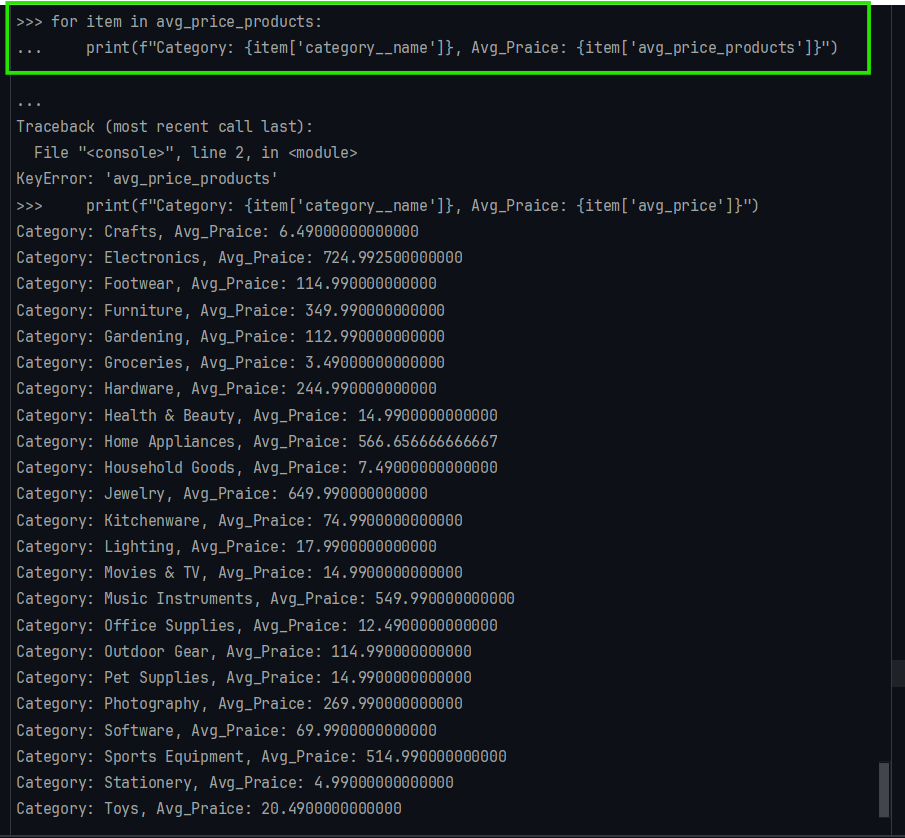 >>> for item in avg_price_products:
...     print(f"Category: {item['category__name']}, Avg_Praice: {item['avg_price_products']}")
...
Traceback (most recent call last):
  File "<console>", line 2, in <module>
KeyError: 'avg_price_products'
>>>     print(f"Category: {item['category__name']}, Avg_Praice: {item['avg_price']}")
Category: Crafts, Avg_Praice: 6.49000000000000
Category: Electronics, Avg_Praice: 724.992500000000
Category: Footwear, Avg_Praice: 114.990000000000
Category: Furniture, Avg_Praice: 349.990000000000
Category: Gardening, Avg_Praice: 112.990000000000
Category: Groceries, Avg_Praice: 3.49000000000000
Category: Hardware, Avg_Praice: 244.990000000000
Category: Health & Beauty, Avg_Praice: 14.9900000000000
Category: Home Appliances, Avg_Praice: 566.656666666667
Category: Household Goods, Avg_Praice: 7.49000000000000
Category: Jewelry, Avg_Praice: 649.990000000000
Category: Kitchenware, Avg_Praice: 74.9900000000000
Category: Lighting, Avg_Praice: 17.9900000000000
Category: Movies & TV, Avg_Praice: 14.9900000000000
Category: Music Instruments, Avg_Praice: 549.990000000000
Category: Office Supplies, Avg_Praice: 12.4900000000000
Category: Outdoor Gear, Avg_Praice: 114.990000000000
Category: Pet Supplies, Avg_Praice: 14.9900000000000
Category: Photography, Avg_Praice: 269.990000000000
Category: Software, Avg_Praice: 69.9900000000000
Category: Sports Equipment, Avg_Praice: 514.990000000000
Category: Stationery, Avg_Praice: 4.99000000000000
Category: Toys, Avg_Praice: 20.4900000000000